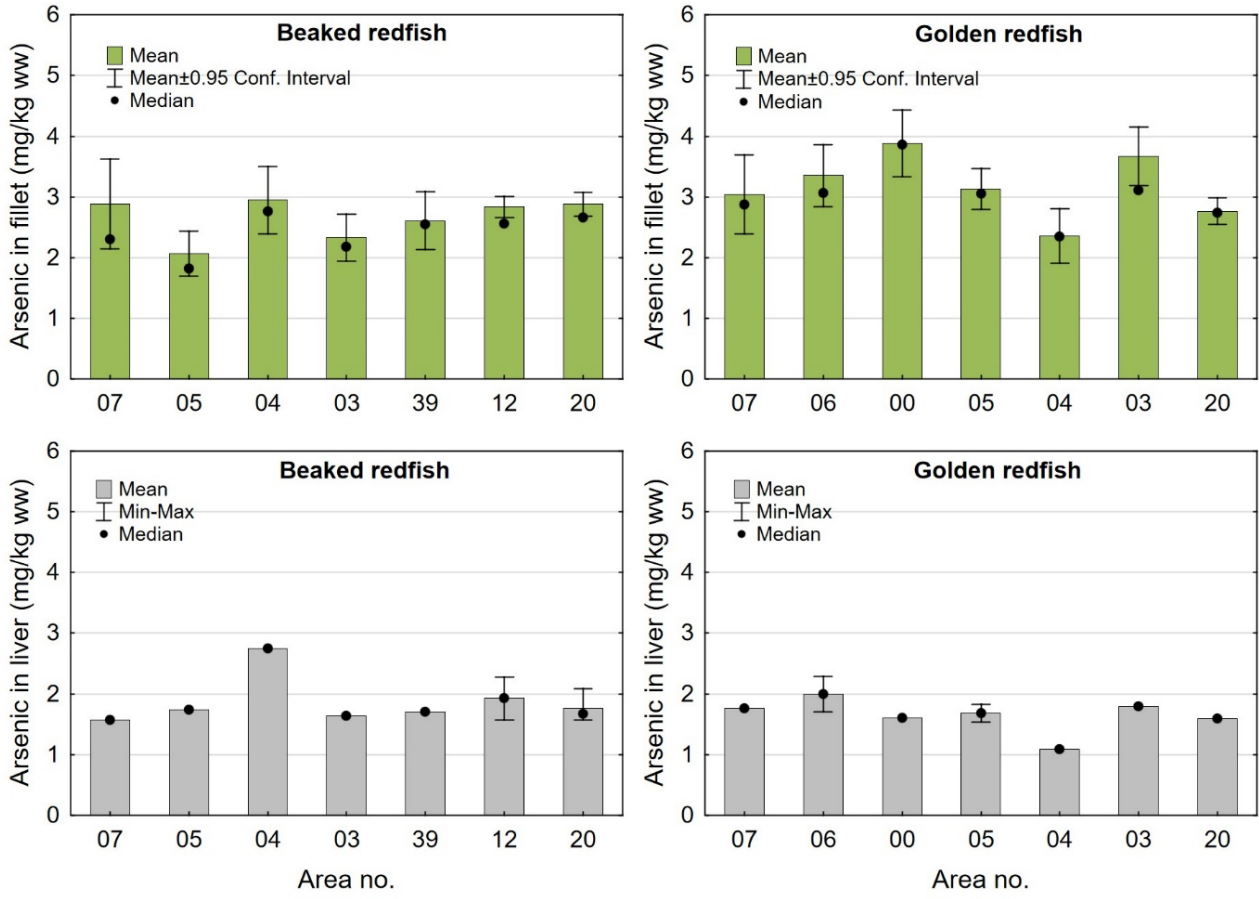 Beaked redfish
Mean
Mean±0.95 Conf. Interval
Median
Arsenic in fillet (mg/kg ww)
6
5
4
3
2
1
0
07 05 04 03 39 12 20
Golden redfish
Mean
Mean±0.95 Conf. Interval
Median
Arsenic in fillet (mg/kg ww)
6
5
4
3
2
1
0
07 06 00 05 04 03 20
Beaked redfish
Mean
Min-Max
Median
Arsenic in liver (mg/kg ww)
6
5
4
3
2
1
0
07 05 04 03 39 12 20
Area no.
Golden redfish
Mean
Min-Max
Median
Arsenic in liver (mg/kg ww)
6
5
4
3
2
1
0
07 06 00 05 04 03 20
Area no.